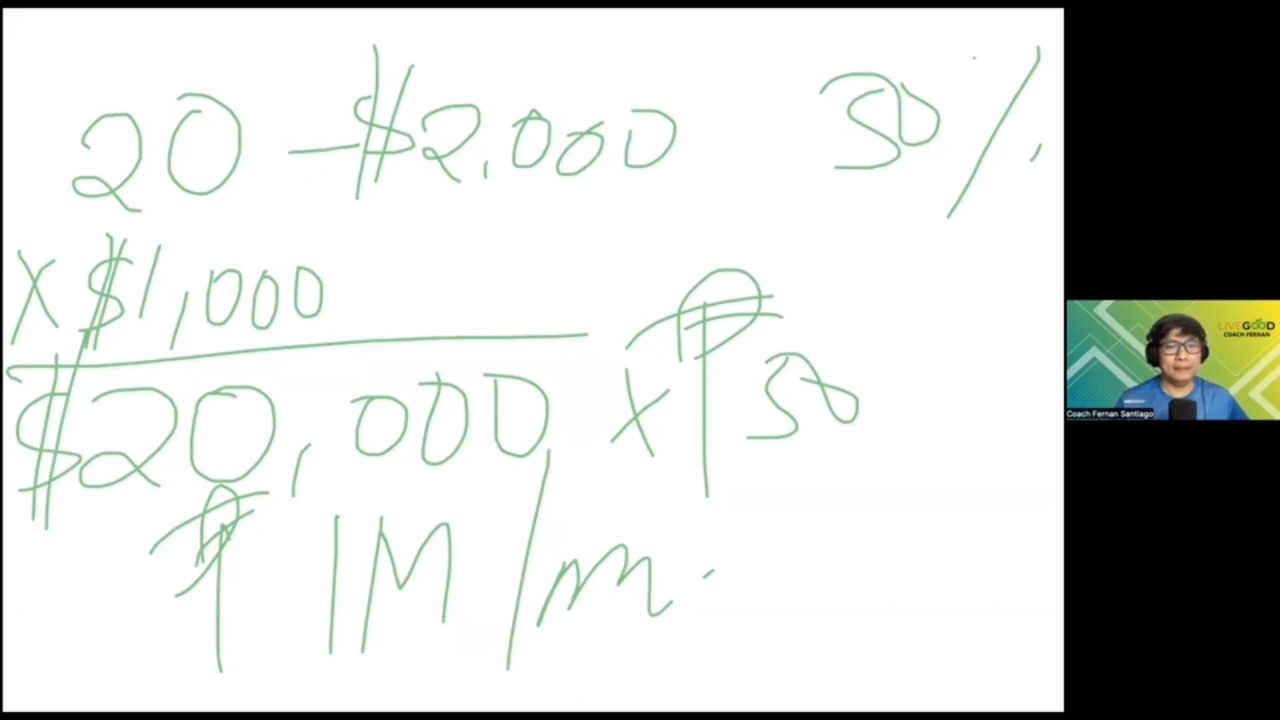 20 - $2,000 50%
X $1,000
$20,000 X ₱50
₱1M/m.
LIVEGOOD
COACH FERNAN
Coach Fernan Santiago